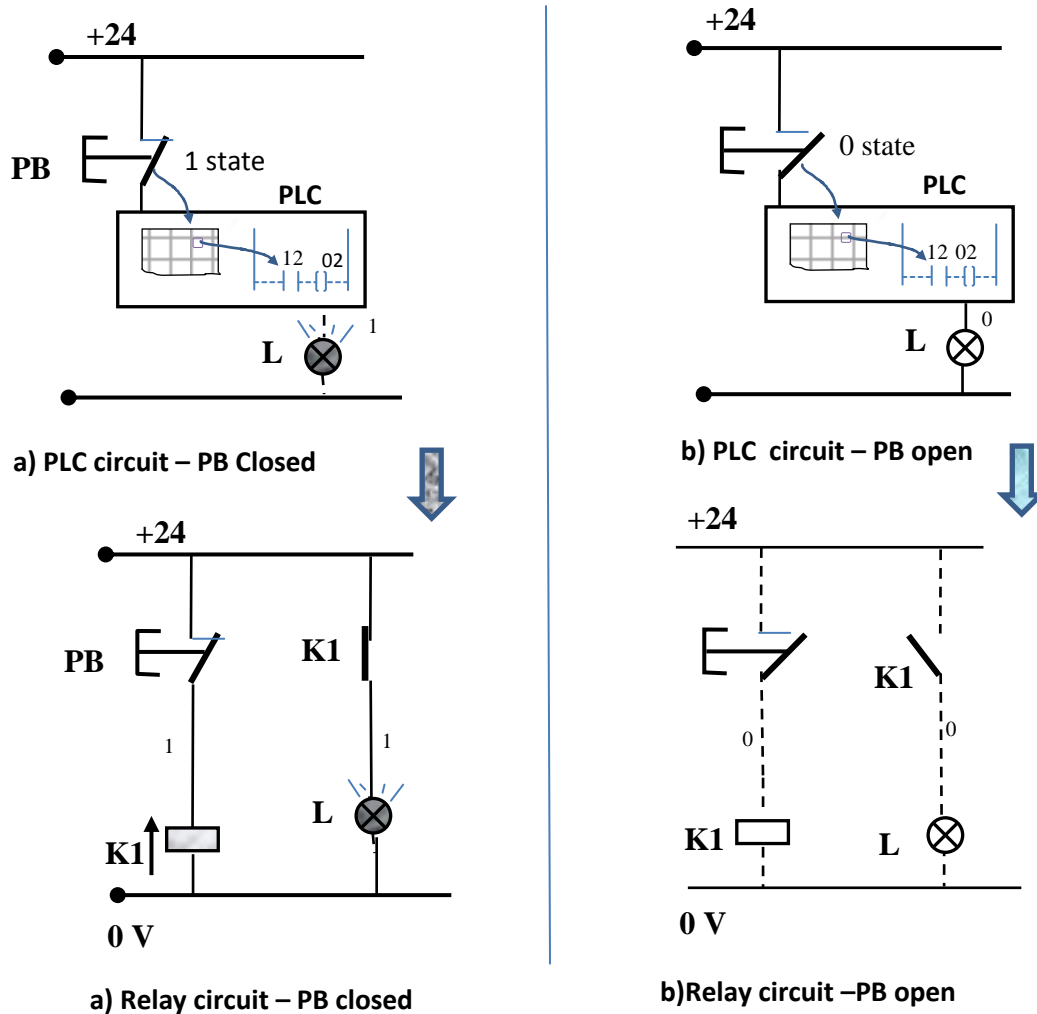 +24
PB
1 state
PLC
12 02
1
L
a) PLC circuit – PB Closed
+24
0 state
PLC
12 02
0
L
b) PLC circuit – PB open
+24
PB
K1
1
1
L
K1
0 V
a) Relay circuit – PB closed
+24
K1
0
0
K1
L
0 V
b)Relay circuit –PB open